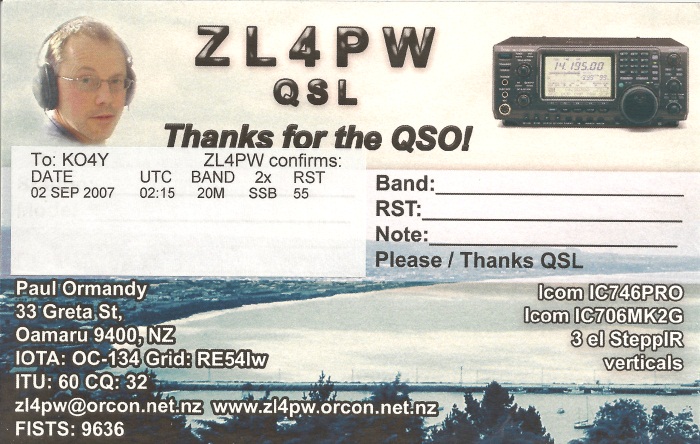 ZL4PW
QSL
14.195.00
Thanks for the QSO!
To: KO4Y ZL4PW confirms:
DATE UTC BAND 2x RST
02 SEP 2007 02:15 20M SSB 55
Band:
RST:
Note:
Please / Thanks QSL
Paul Ormandy
33 Greta St,
Oamaru 9400, NZ
IOTA: OC-134 Grid: RE54lw
ITU: 60 CQ: 32
zl4pw@orcon.net.nz www.zl4pw.orcon.net.nz
FISTS: 9636
Icom IC746PRO
Icom IC706MK2G
3 el SteppIR
verticals